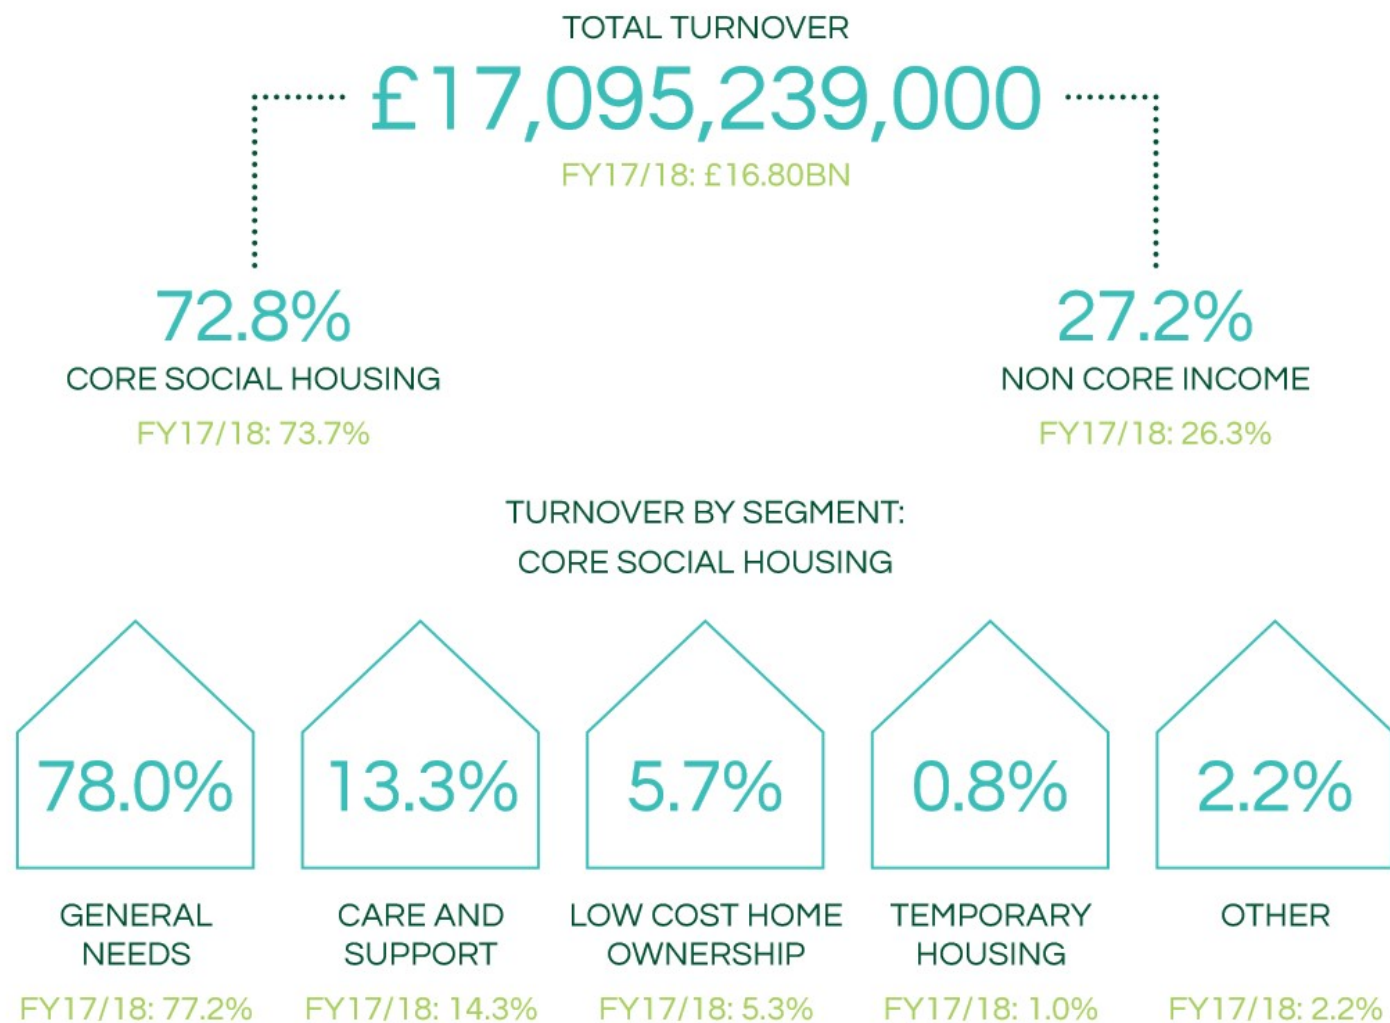 TOTAL TURNOVER
£17,095,239,000
FY17/18: £16.80BN
72.8%
CORE SOCIAL HOUSING
FY17/18: 73.7%
27.2%
NON CORE INCOME
FY17/18: 26.3%
TURNOVER BY SEGMENT:
CORE SOCIAL HOUSING
78.0%
GENERAL
NEEDS
FY17/18: 77.2%
13.3%
CARE AND
SUPPORT
FY17/18: 14.3%
5.7%
LOW COST HOME
OWNERSHIP
FY17/18: 5.3%
0.8%
TEMPORARY
HOUSING
FY17/18: 1.0%
2.2%
OTHER
FY17/18: 2.2%